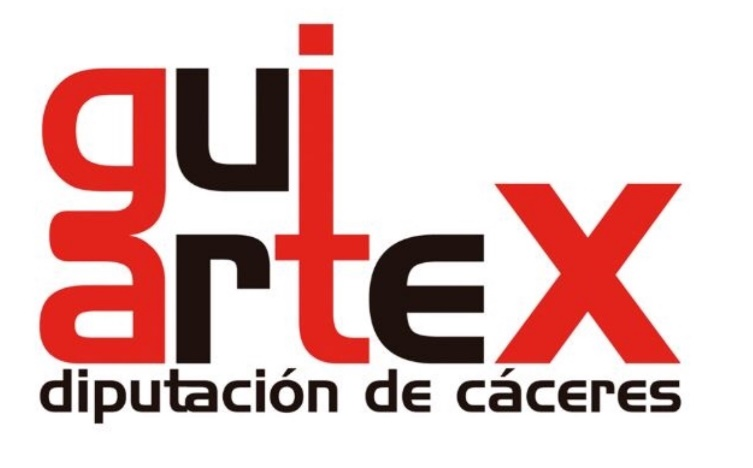 gui
artex
diputación de cáceres